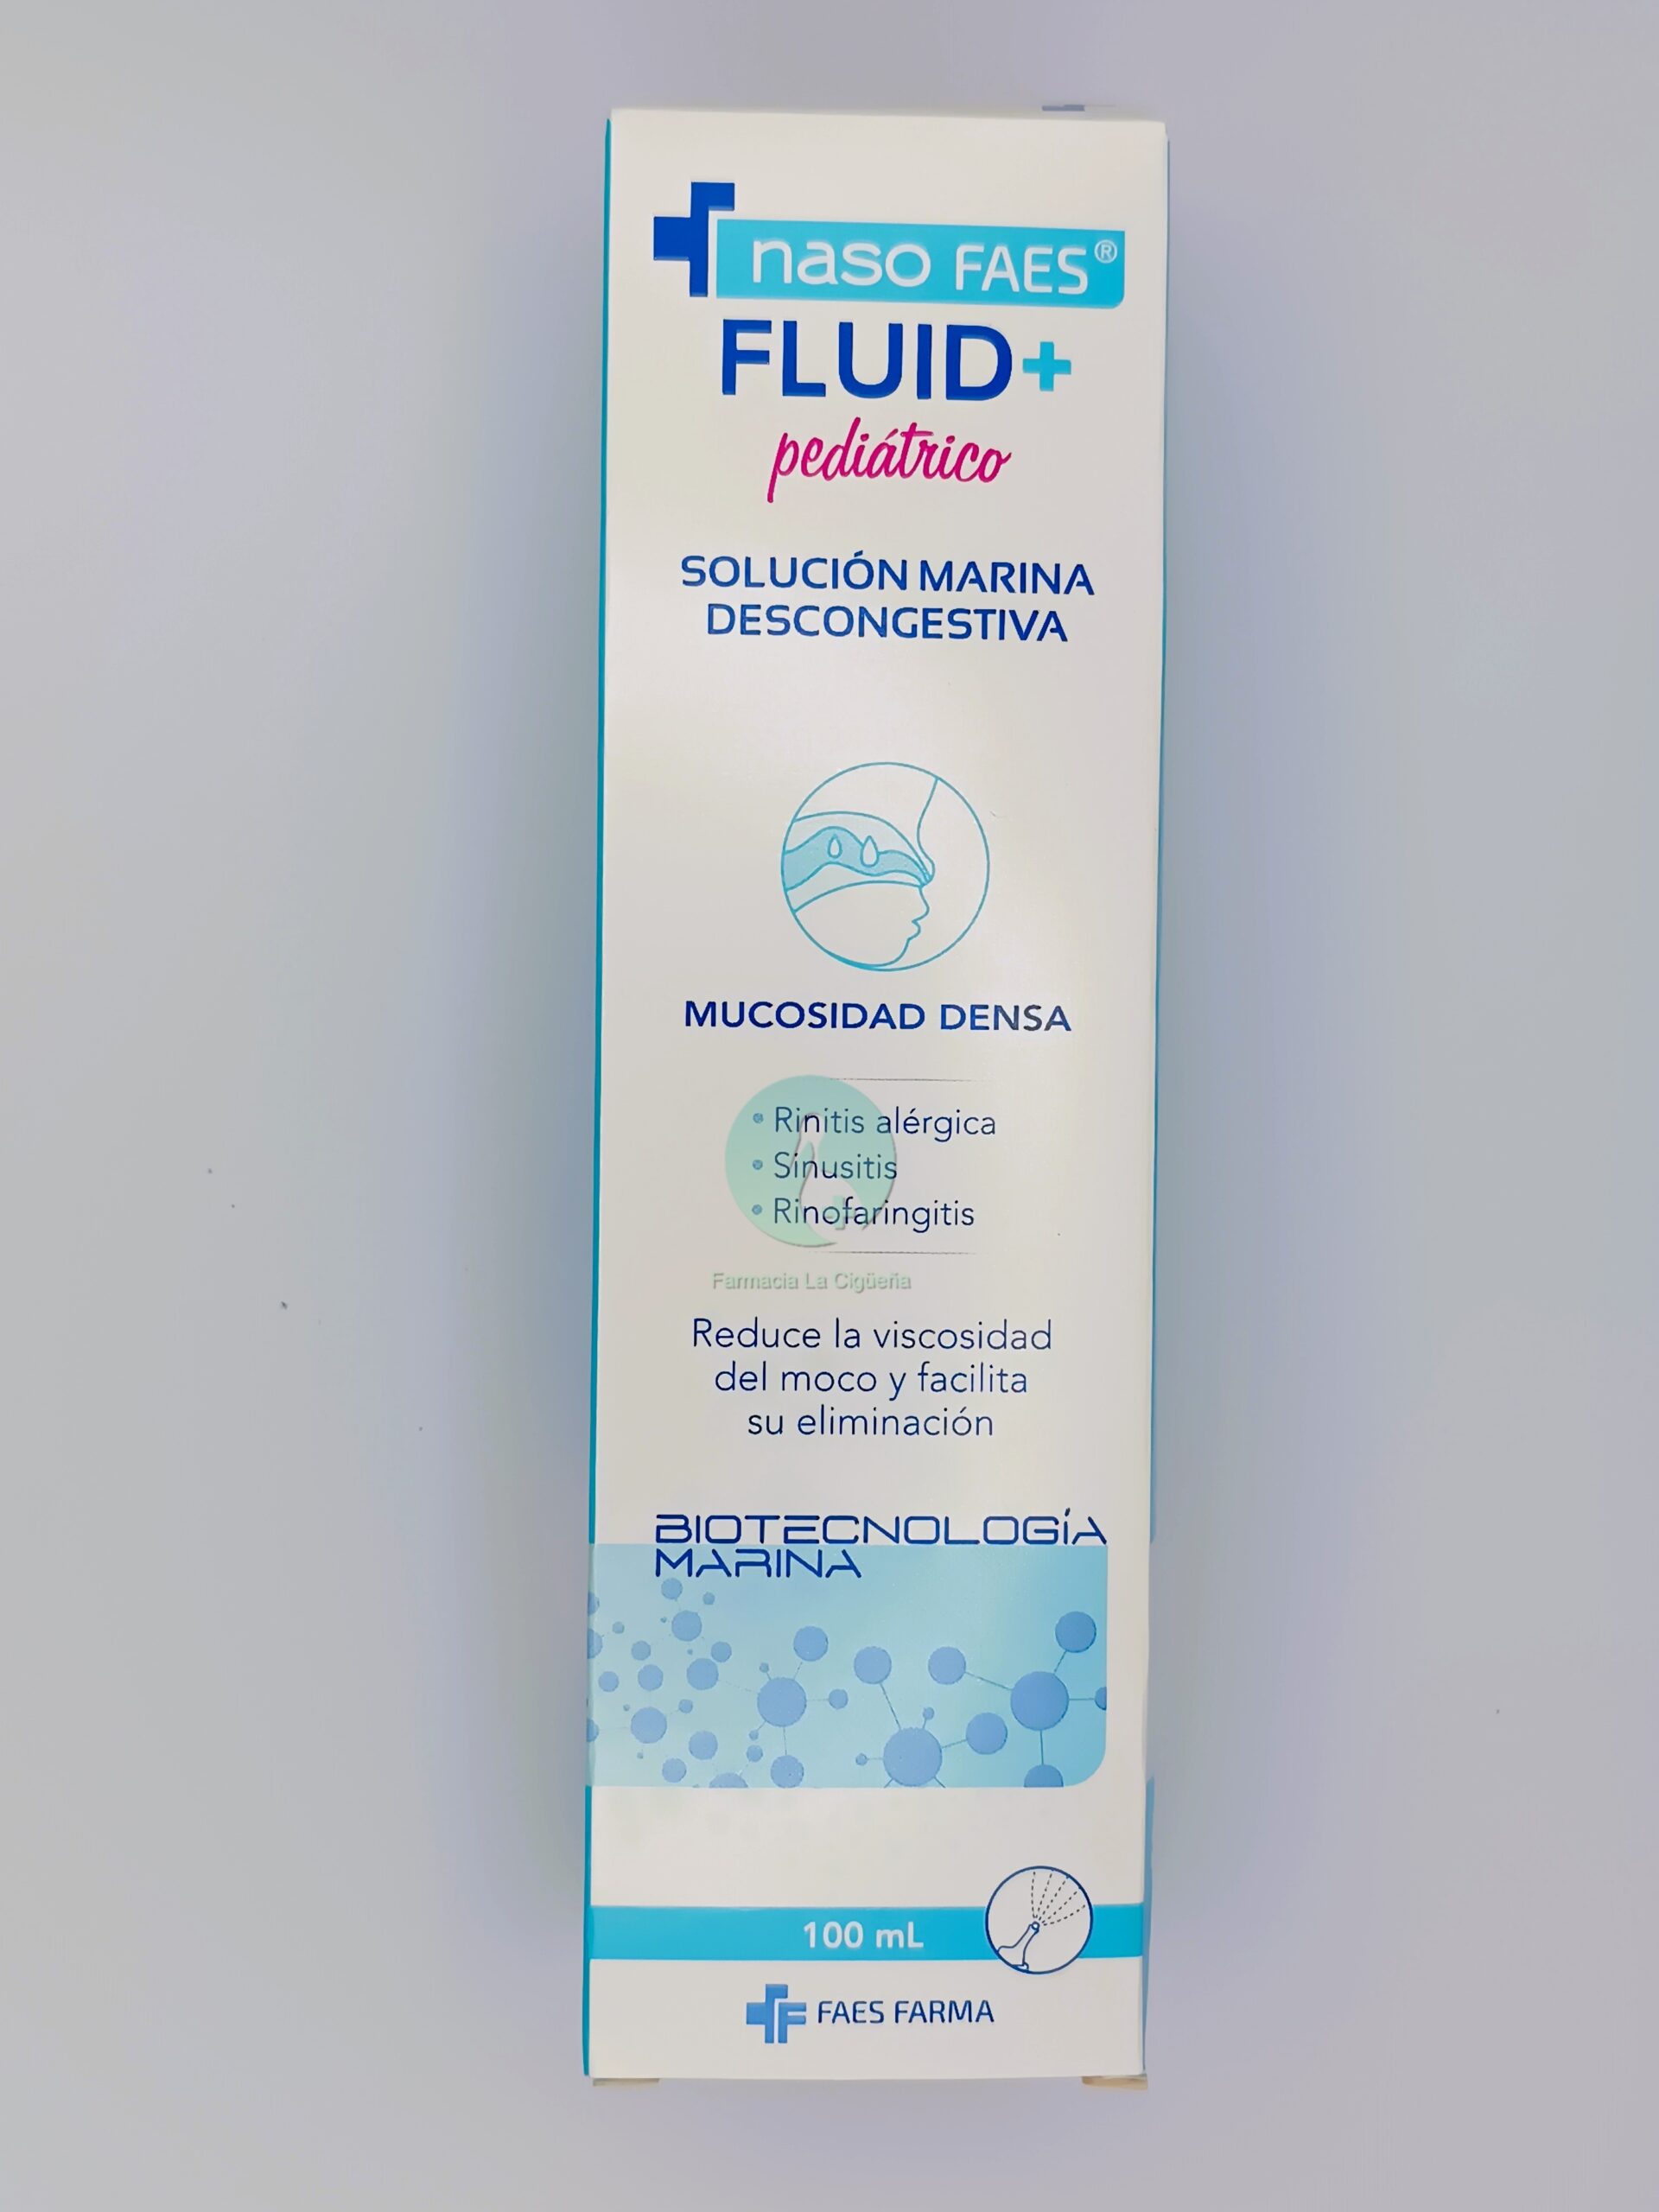 naso FAES®
FLUID+
pediátrico
SOLUCIÓN MARINA
DESCONGESTIVA
MUCOSIDAD DENSA
• Rinitis alérgica
• Sinusitis
• Rinofaringitis
Farmacia La Cigüeña
Reduce la viscosidad
del moco y facilita
su eliminación
BIOTECNOLOGÍA
MARINA
100 mL
FAES FARMA